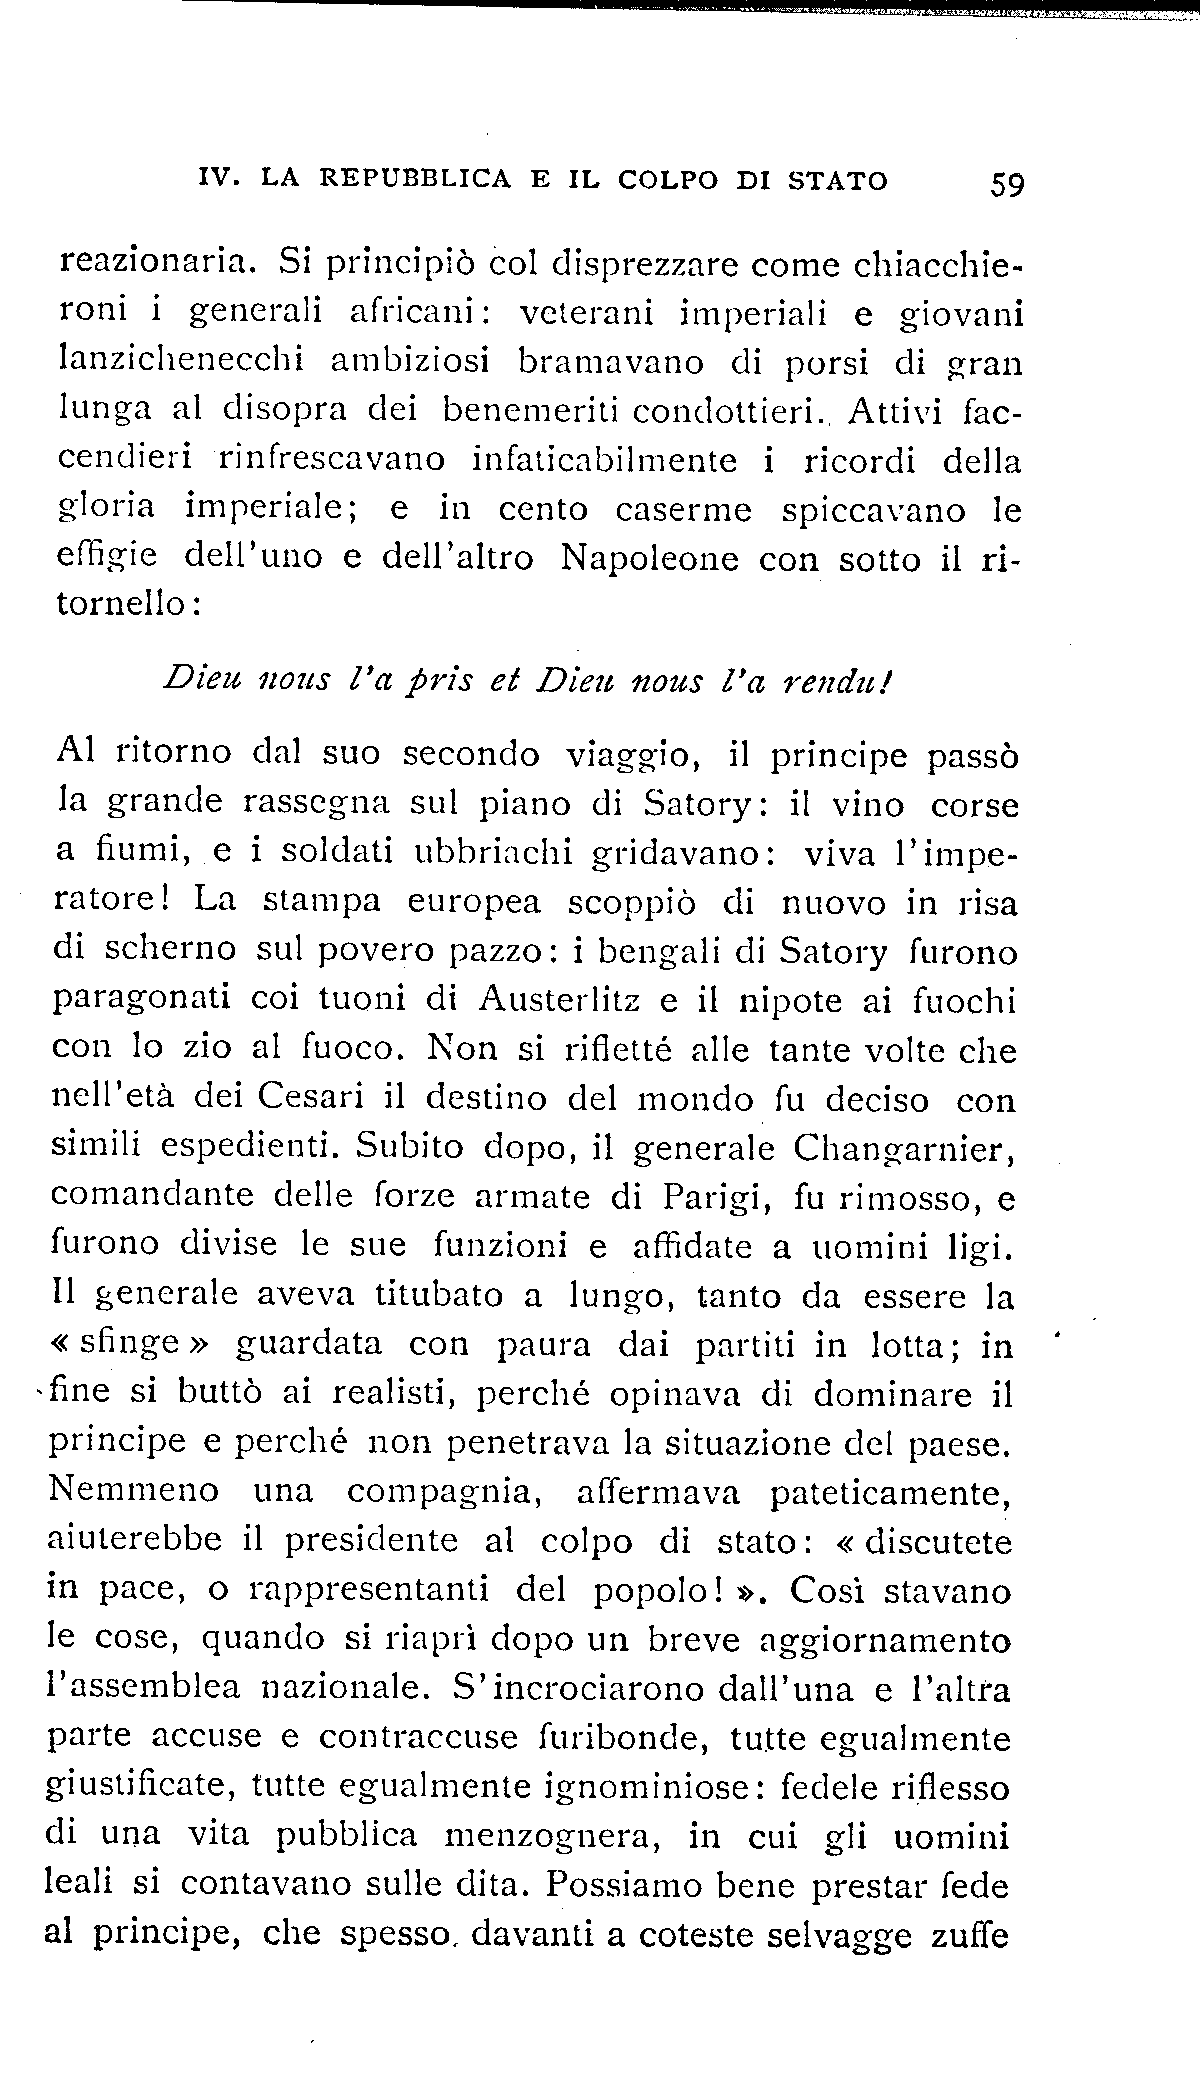 IV. LA REPUBBLICA E IL COLPO DI STATO 59
reazionaria. Si principiò col disprezzare come chiacchie-
roni i generali africani: veterani imperiali e giovani
lanzichenecchi ambiziosi bramavano di porsi di gran
lunga al disopra dei benemeriti condottieri. Attivi fac-
cendieri rinfrescavano infaticabilmente i ricordi della
gloria imperiale; e in cento caserme spiccavano le
effigie dell'uno e dell'altro Napoleone con sotto il ri-
tornello:
Dieu nous l'a pris et Dieu nous l'a rendu!
Al ritorno dal suo secondo viaggio, il principe passò
la grande rassegna sul piano di Satory: il vino corse
a fiumi, e i soldati ubbriachi gridavano: viva l'impe-
ratore! La stampa europea scoppiò di nuovo in risa
di scherno sul povero pazzo: i bengali di Satory furono
paragonati coi tuoni di Austerlitz e il nipote ai fuochi
con lo zio al fuoco. Non si rifletté alle tante volte che
nell'età dei Cesari il destino del mondo fu deciso con
simili espedienti. Subito dopo, il generale Changarnier,
comandante delle forze armate di Parigi, fu rimosso, e
furono divise le sue funzioni e affidate a uomini ligi.
Il generale aveva titubato a lungo, tanto da essere la
« sfinge » guardata con paura dai partiti in lotta; in
fine si buttò ai realisti, perché opinava di dominare il
principe e perché non penetrava la situazione del paese.
Nemmeno una compagnia, affermava pateticamente,
aiuterebbe il presidente al colpo di stato: « discutete
in pace, o rappresentanti del popolo! ». Così stavano
le cose, quando si riaprì dopo un breve aggiornamento
l'assemblea nazionale. S'incrociarono dall'una e l'altra
parte accuse e contraccuse furibonde, tutte egualmente
giustificate, tutte egualmente ignominiose: fedele riflesso
di una vita pubblica menzognera, in cui gli uomini
leali si contavano sulle dita. Possiamo bene prestar fede
al principe, che spesso, davanti a coteste selvagge zuffe